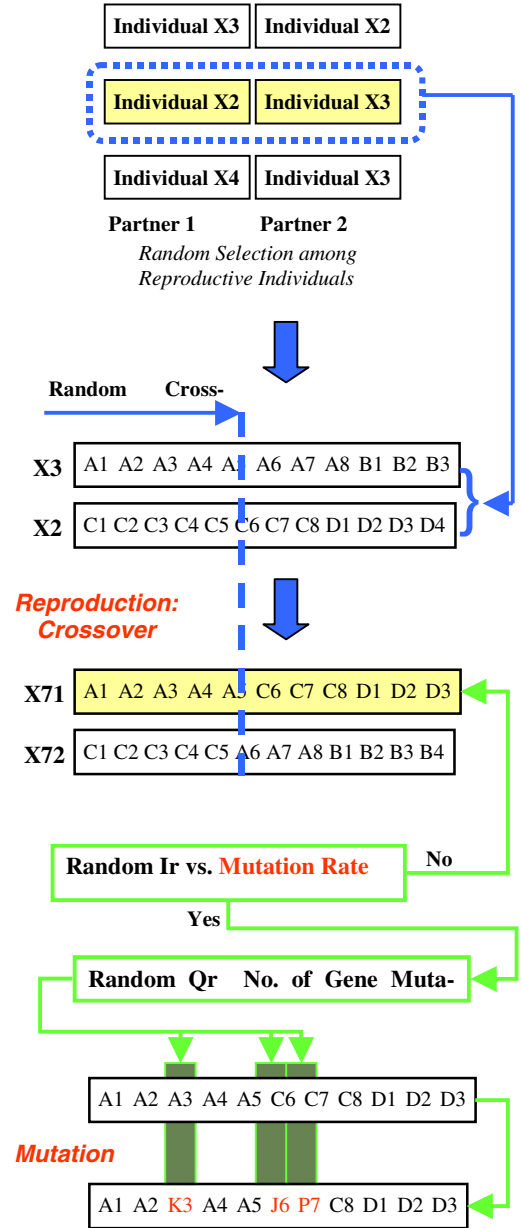 Individual X3 Individual X2
Individual X2 Individual X3
Individual X4 Individual X3
Partner 1 Partner 2
Random Selection among
Reproductive Individuals
Random Cross-
X3 A1 A2 A3 A4 A5 A6 A7 A8 B1 B2 B3
X2 C1 C2 C3 C4 C5 C6 C7 C8 D1 D2 D3 D4
Reproduction:
Crossover
X71 A1 A2 A3 A4 A5 C6 C7 C8 D1 D2 D3
X72 C1 C2 C3 C4 C5 A6 A7 A8 B1 B2 B3 B4
Random Ir vs. Mutation Rate No
Yes
Random Qr No. of Gene Muta-
A1 A2 A3 A4 A5 C6 C7 C8 D1 D2 D3
Mutation
A1 A2 K3 A4 A5 J6 P7 C8 D1 D2 D3